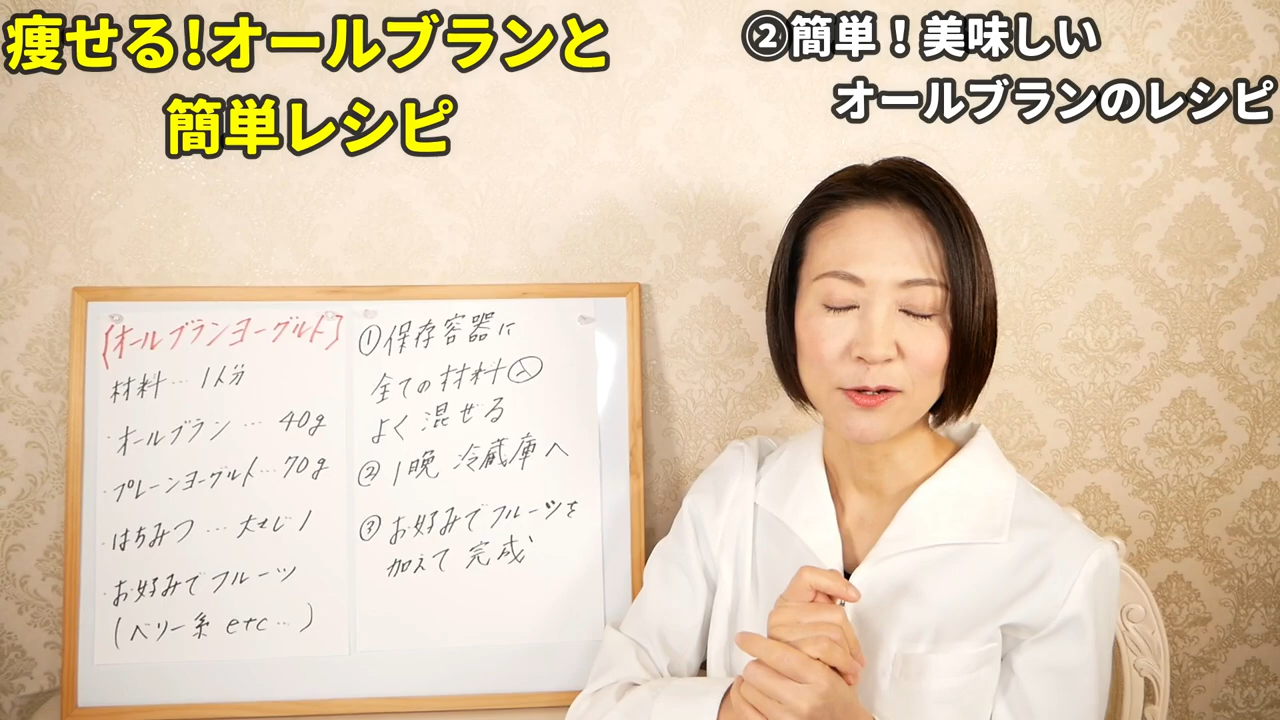 痩せる!オールブランと
簡単レシピ
②簡単！美味しい
オールブランのレシピ
[オールブランヨーグルト]
材料… 1人分
・オールブラン … 40g
・プレーンヨーグルト… 70g
・はちみつ … 大さじ1
・お好みでフルーツ
(ベリー系 etc…)
①保存容器に
全ての材料入
よく混ぜる
② 1晩 冷蔵庫へ
③ お好みでフルーツを
加えて 完成